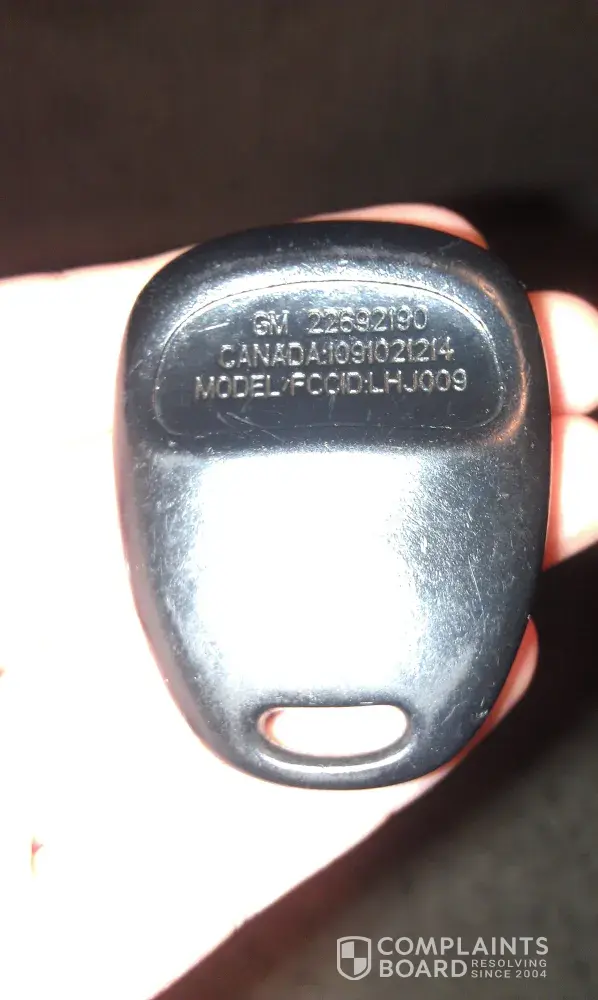 GM 22692190
CANADA:1091021214
MODEL:FCCID:LHJ009
COMPLAINTS
BOARD RESOLVING
SINCE 2004